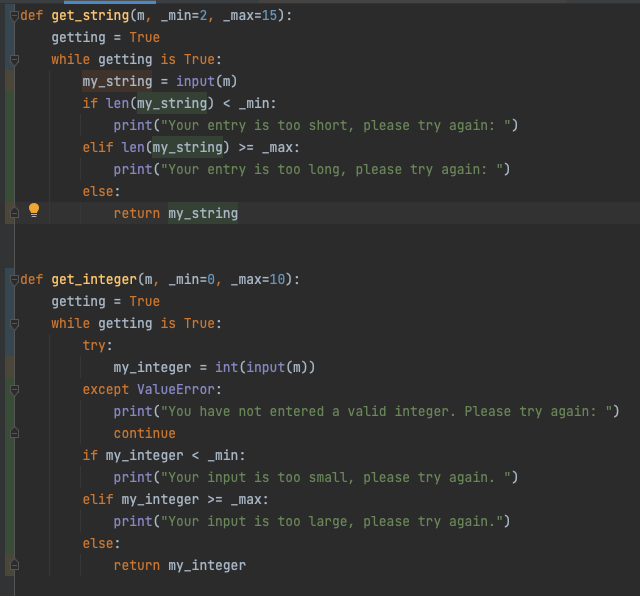 def get_string(m, _min=2, _max=15):
    getting = True
    while getting is True:
        my_string = input(m)
        if len(my_string) < _min:
            print("Your entry is too short, please try again: ")
        elif len(my_string) >= _max:
            print("Your entry is too long, please try again: ")
        else:
            return my_string
def get_integer(m, _min=0, _max=10):
    getting = True
    while getting is True:
        try:
            my_integer = int(input(m))
        except ValueError:
            print("You have not entered a valid integer. Please try again: ")
            continue
        if my_integer < _min:
            print("Your input is too small, please try again. ")
        elif my_integer >= _max:
            print("Your input is too large, please try again.")
        else:
            return my_integer